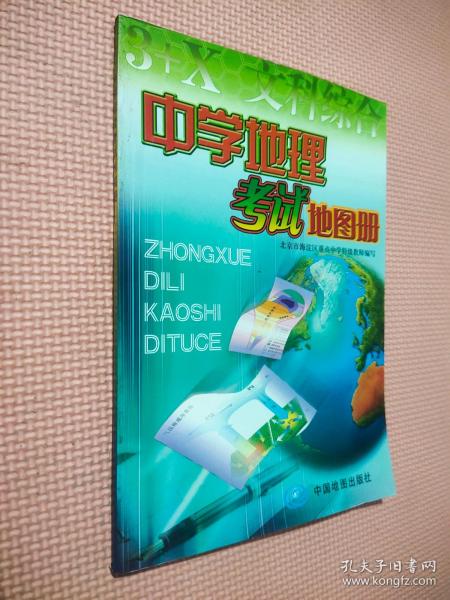 3+X 文科综合
中学地理
考试地图册
北京市海淀区重点中学特级教师编写
ZHONGXUE
DILI
KAOSHI
DITUCE
中国地图出版社
孔夫子旧书网
www.kongfz.com